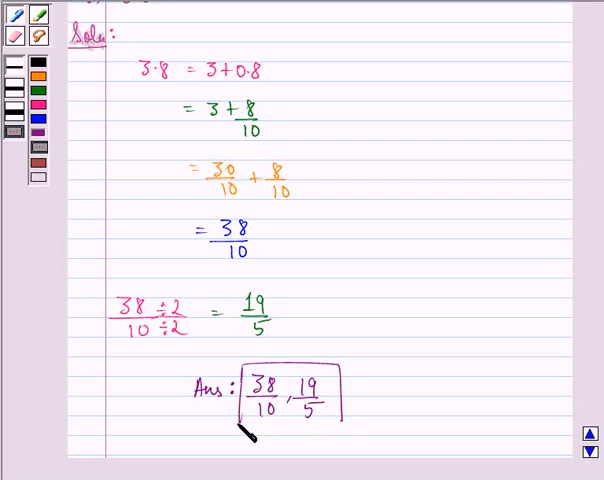 Soln:
3.8 = 3+0.8
= 3 + 8/10
= 30/10 + 8/10
= 38/10
38÷2/10÷2 = 19/5
Ans: 38/10, 19/5